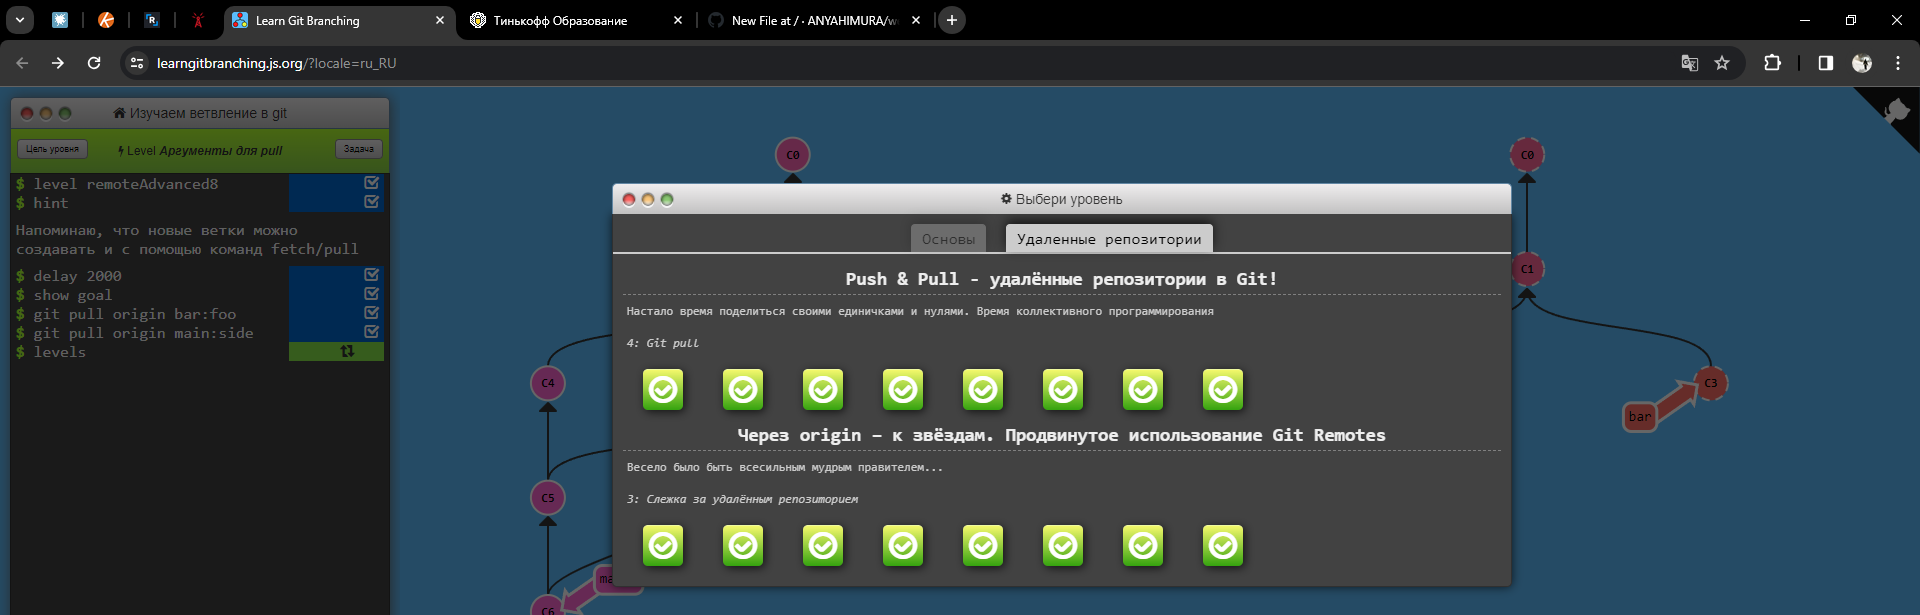 Learn Git Branching
Тинькофф Образование
New File at / · ANYAHIMURA/w
learngitbranching.js.org/?locale=ru_RU
Изучаем ветвление в git
Цель уровня
Level Аргументы для pull
Задача
$ level remoteAdvanced8
$ hint
Напоминаю, что новые ветки можно
создавать и с помощью команд fetch/pull
$ delay 2000
$ show goal
$ git pull origin bar:foo
$ git pull origin main:side
$ levels
C0
C4
C5
C6
ma
Выбери уровень
Основы
Удаленные репозитории
Push & Pull - удалённые репозитории в Git!
Настало время поделиться своими единичками и нулями. Время коллективного программирования
4: Git pull
Через origin – к звёздам. Продвинутое использование Git Remotes
Весело было быть всесильным мудрым правителем...
3: Слежка за удалённым репозиторием
C0
C1
C3
bar